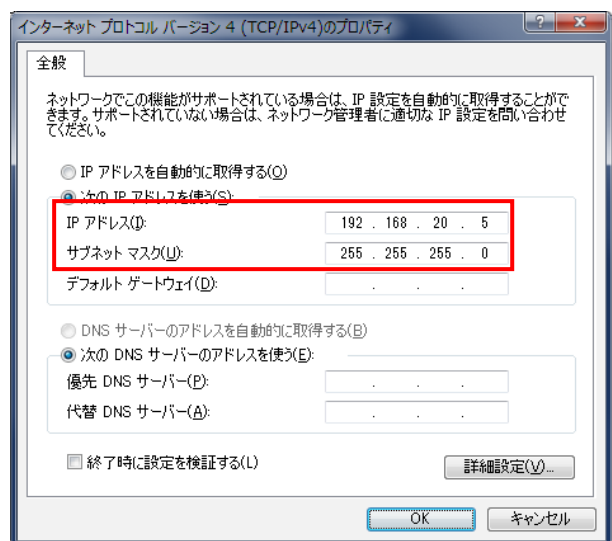 インターネット プロトコル バージョン 4 (TCP/IPv4)のプロパティ
全般
ネットワークでこの機能がサポートされている場合は、IP 設定を自動的に取得することがで
きます。サポートされていない場合は、ネットワーク管理者に適切な IP 設定を問い合わせ
てください。
IP アドレスを自動的に取得する(O)
次の IP アドレスを使う(S):
IP アドレス(I): 192 . 168 . 20 . 5
サブネット マスク(U): 255 . 255 . 255 . 0
デフォルト ゲートウェイ(D): . . .
DNS サーバーのアドレスを自動的に取得する(B)
次の DNS サーバーのアドレスを使う(E):
優先 DNS サーバー(P): . . .
代替 DNS サーバー(A): . . .
終了時に設定を検証する(L)
詳細設定(V)...
OK キャンセル